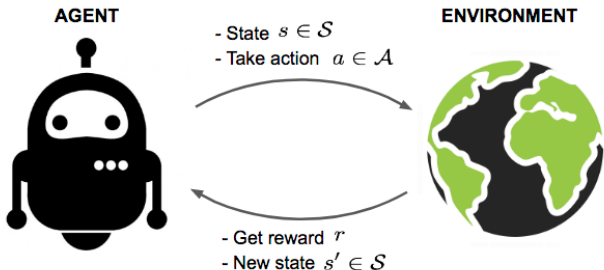 AGENT
ENVIRONMENT
- State s ∈ 𝒮
- Take action a ∈ 𝒜
- Get reward r
- New state s′ ∈ 𝒮